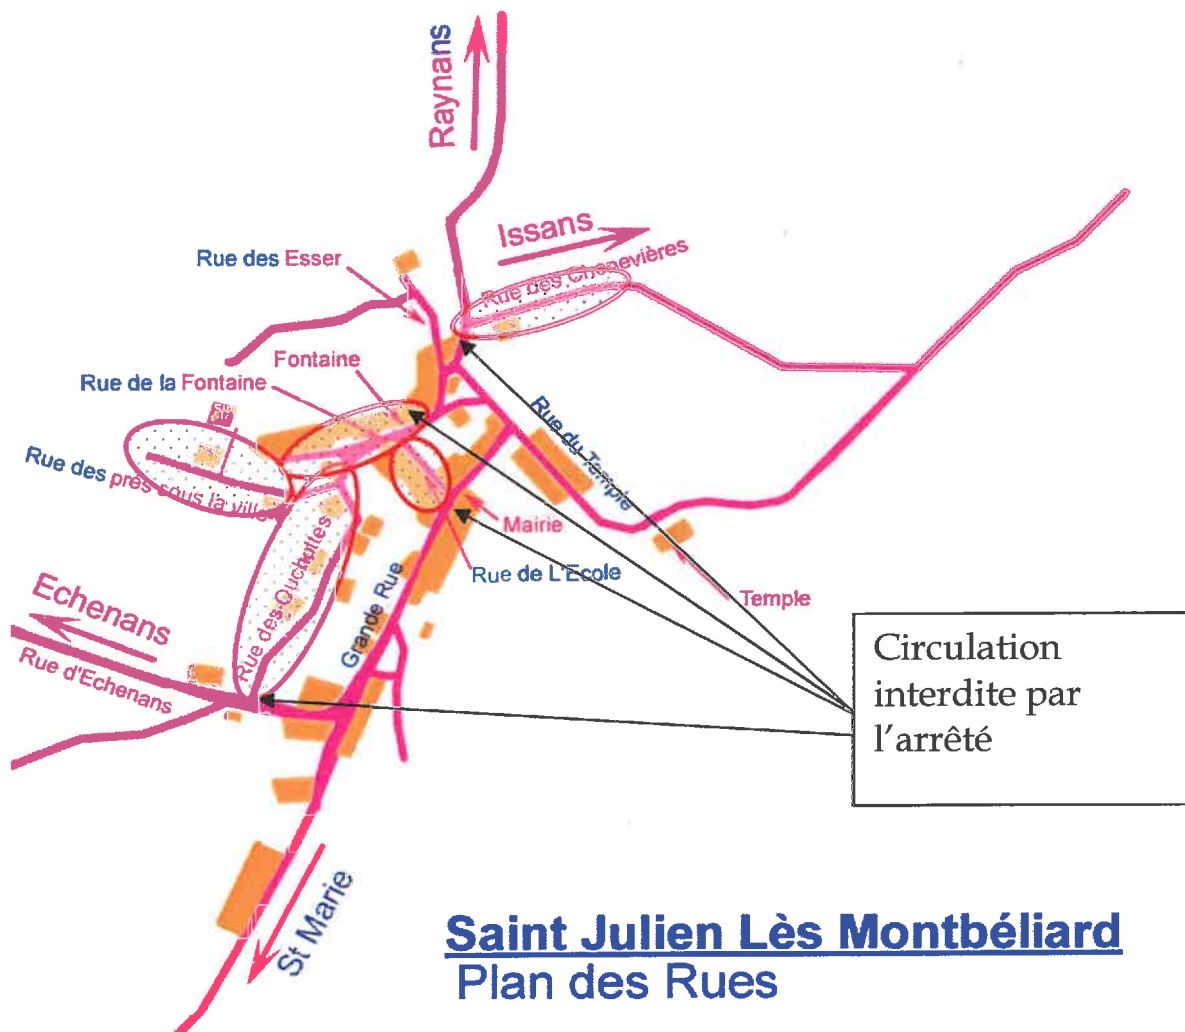 Raynans
Issans
Rue des Esser
Rue des Chenevières
Fontaine
Rue de la Fontaine
Rue du Temple
Rue des près sous la ville
Mairie
Rue de L'Ecole
Rue des Ouchottes
Grande Rue
Temple
Echenans
Rue d'Echenans
Circulation
interdite par
l'arrêté
St Marie
Saint Julien Lès Montbéliard
Plan des Rues